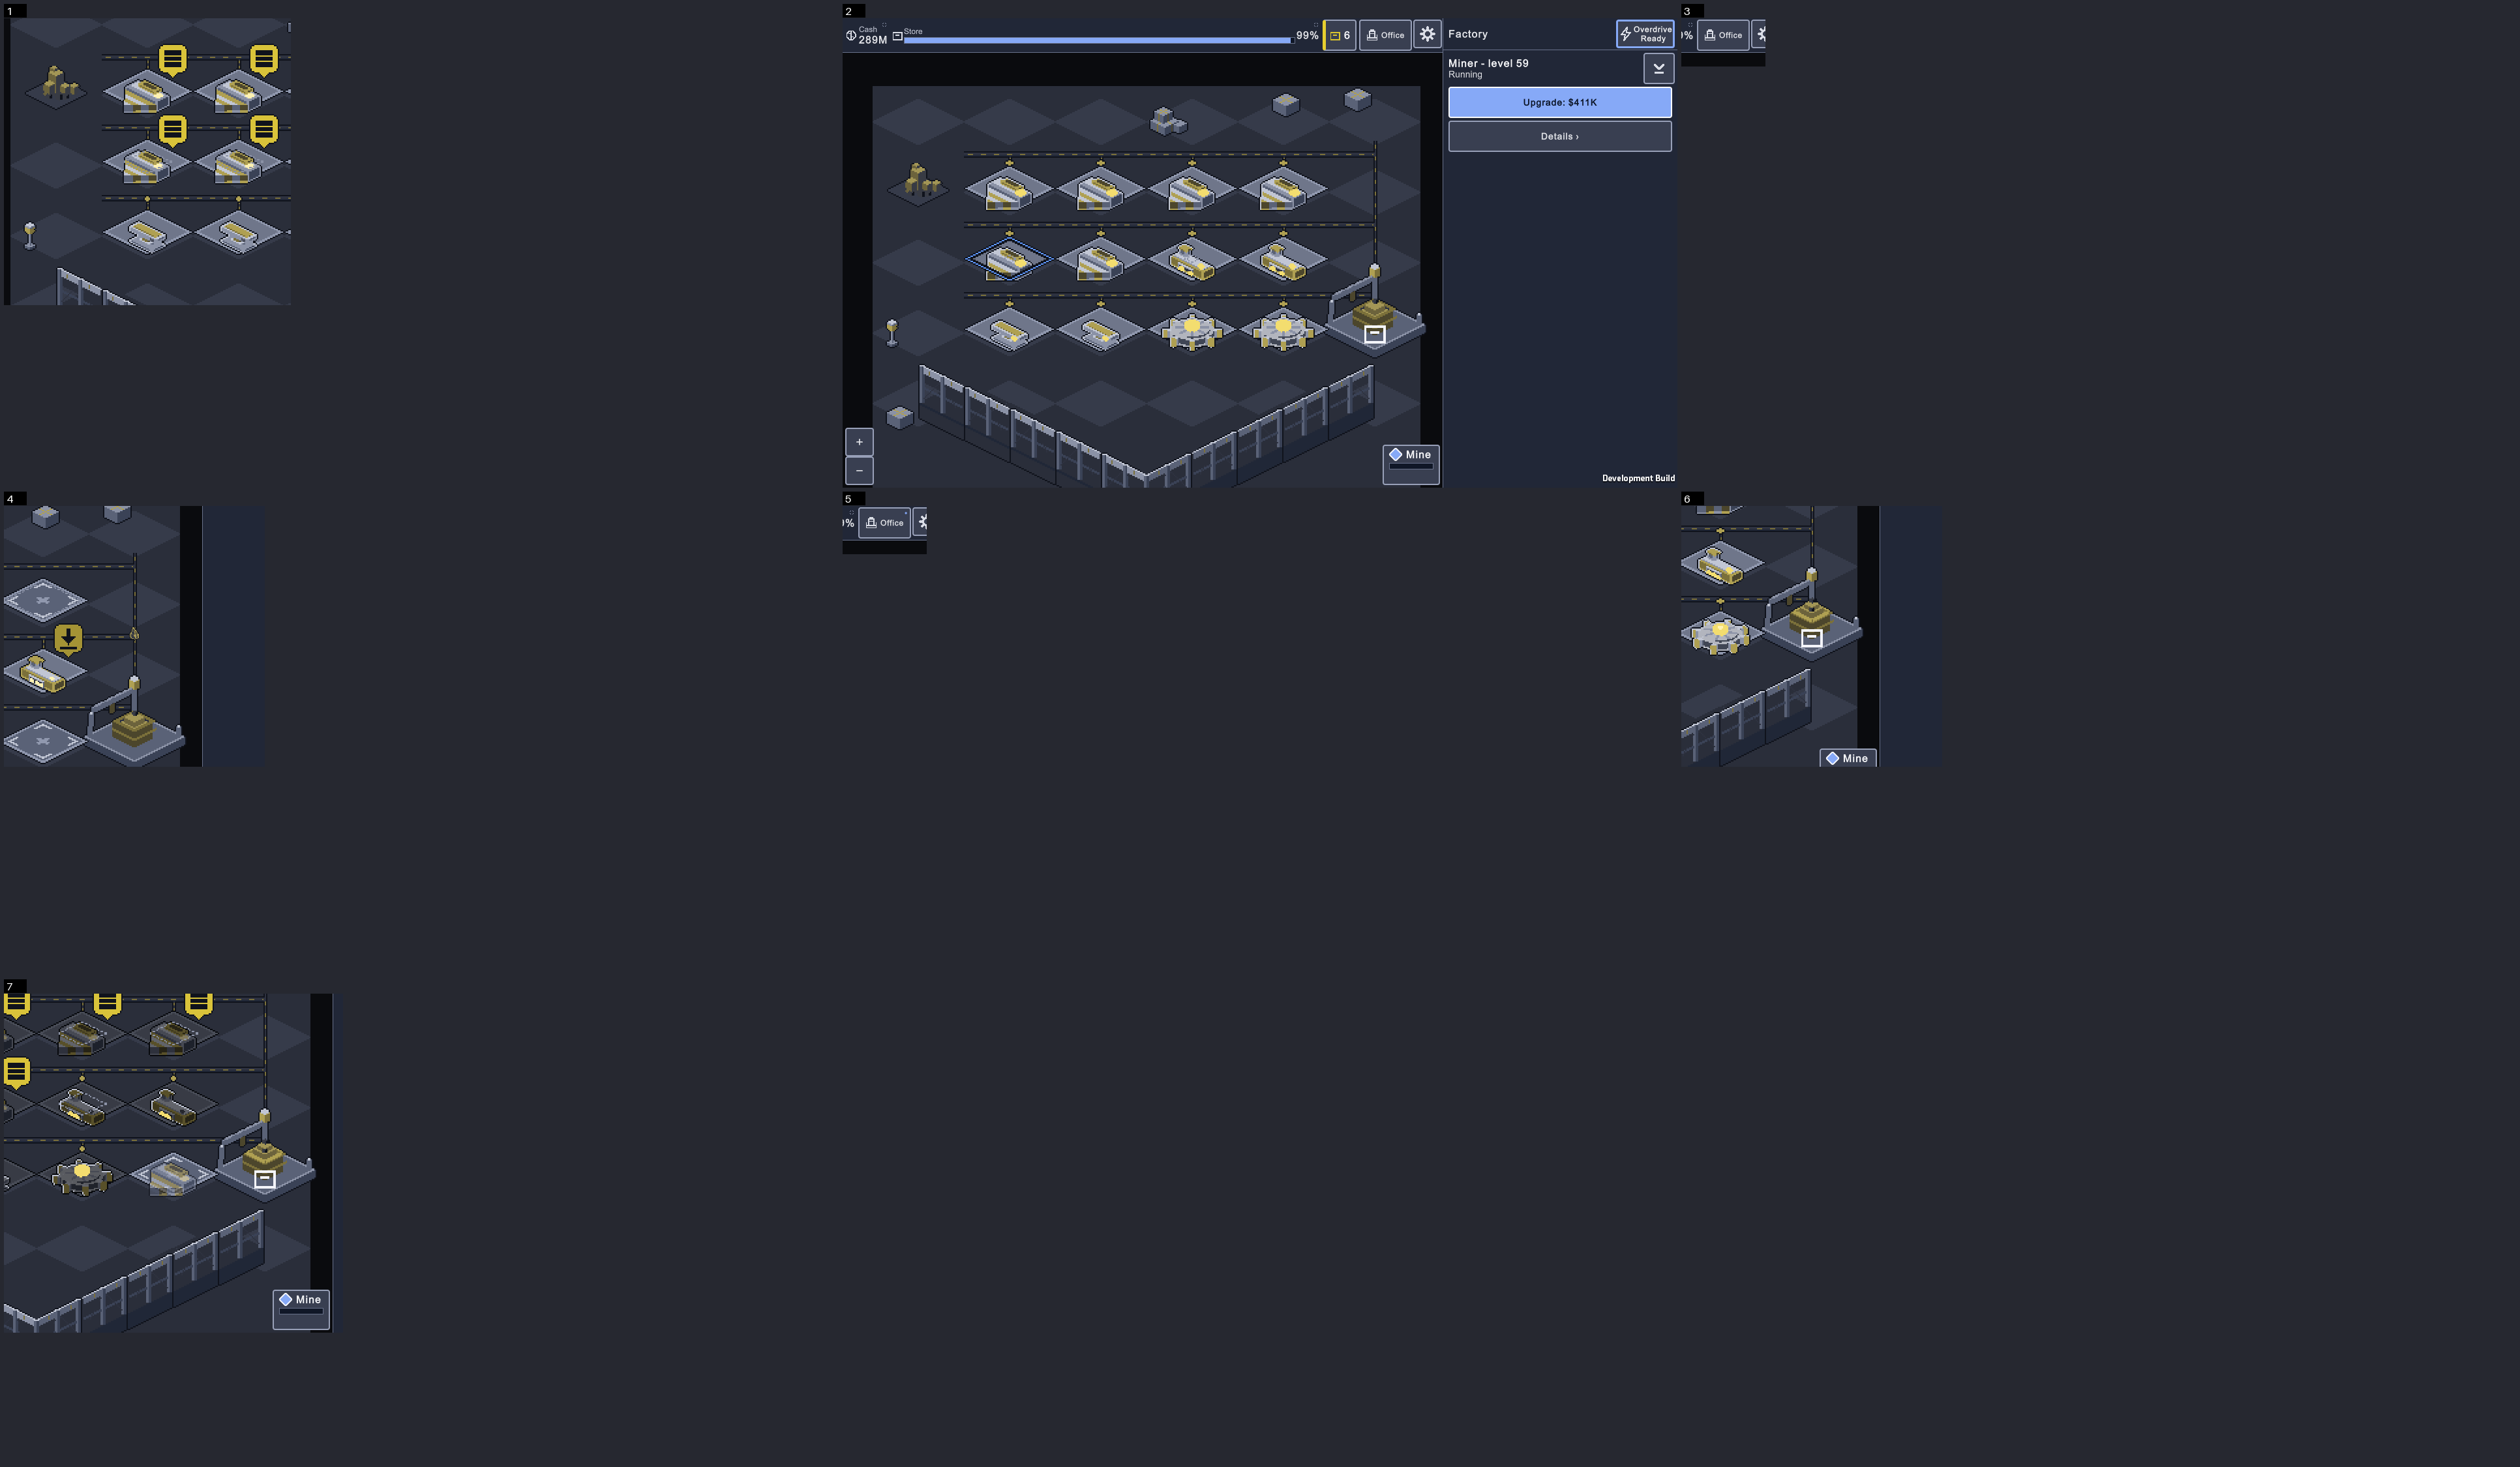 1
2
Cash
289M
Store
99%
6
Office
Factory
Overdrive
Ready
Miner - level 59
Running
Upgrade: $411K
Details ›
+
−
Mine
Development Build
3
%
Office
4
5
%
Office
6
Mine
7
Mine